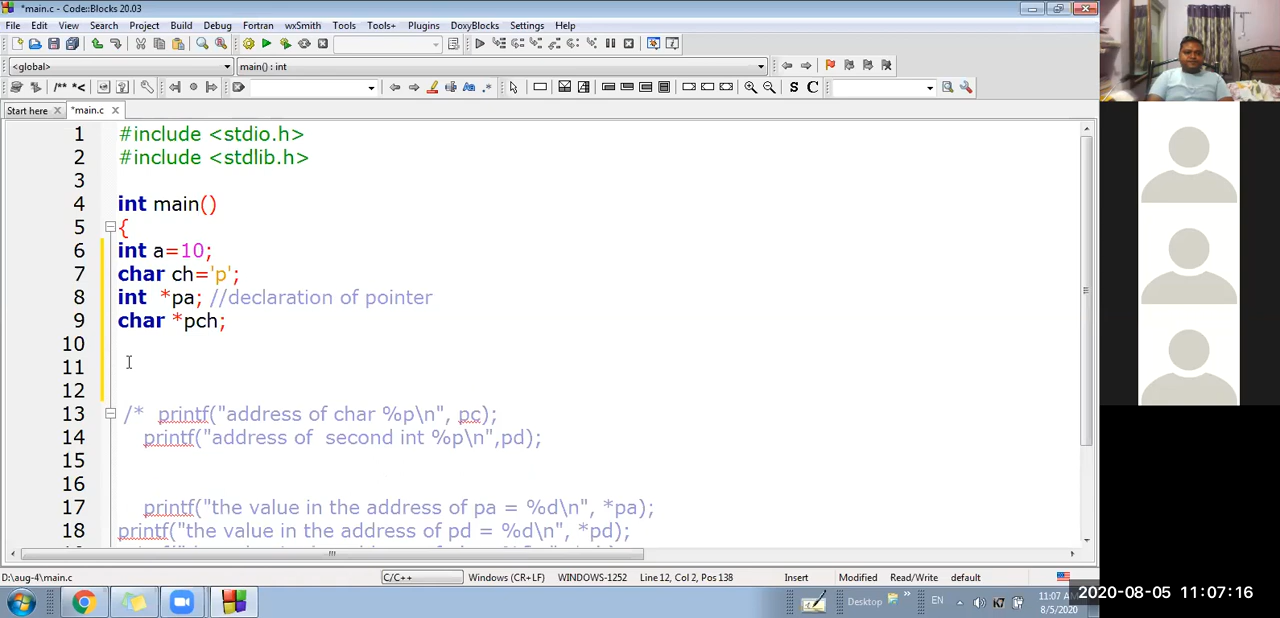 *main.c - Code::Blocks 20.03
File Edit View Search Project Build Debug Fortran wxSmith Tools Tools+ Plugins DoxyBlocks Settings Help
<global> main() : int
/** *<
S C
Start here *main.c
1 #include <stdio.h>
2 #include <stdlib.h>
3
4 int main()
5 {
6 int a=10;
7 char ch='p';
8 int *pa; //declaration of pointer
9 char *pch;
10
11
12
13 /* printf("address of char %p\n", pc);
14 printf("address of second int %p\n",pd);
15
16
17 printf("the value in the address of pa = %d\n", *pa);
18 printf("the value in the address of pd = %d\n", *pd);
D:\aug-4\main.c C/C++ Windows (CR+LF) WINDOWS-1252 Line 12, Col 2, Pos 138 Insert Modified Read/Write default
Desktop » EN 11:07 AM
8/5/2020
2020-08-05 11:07:16